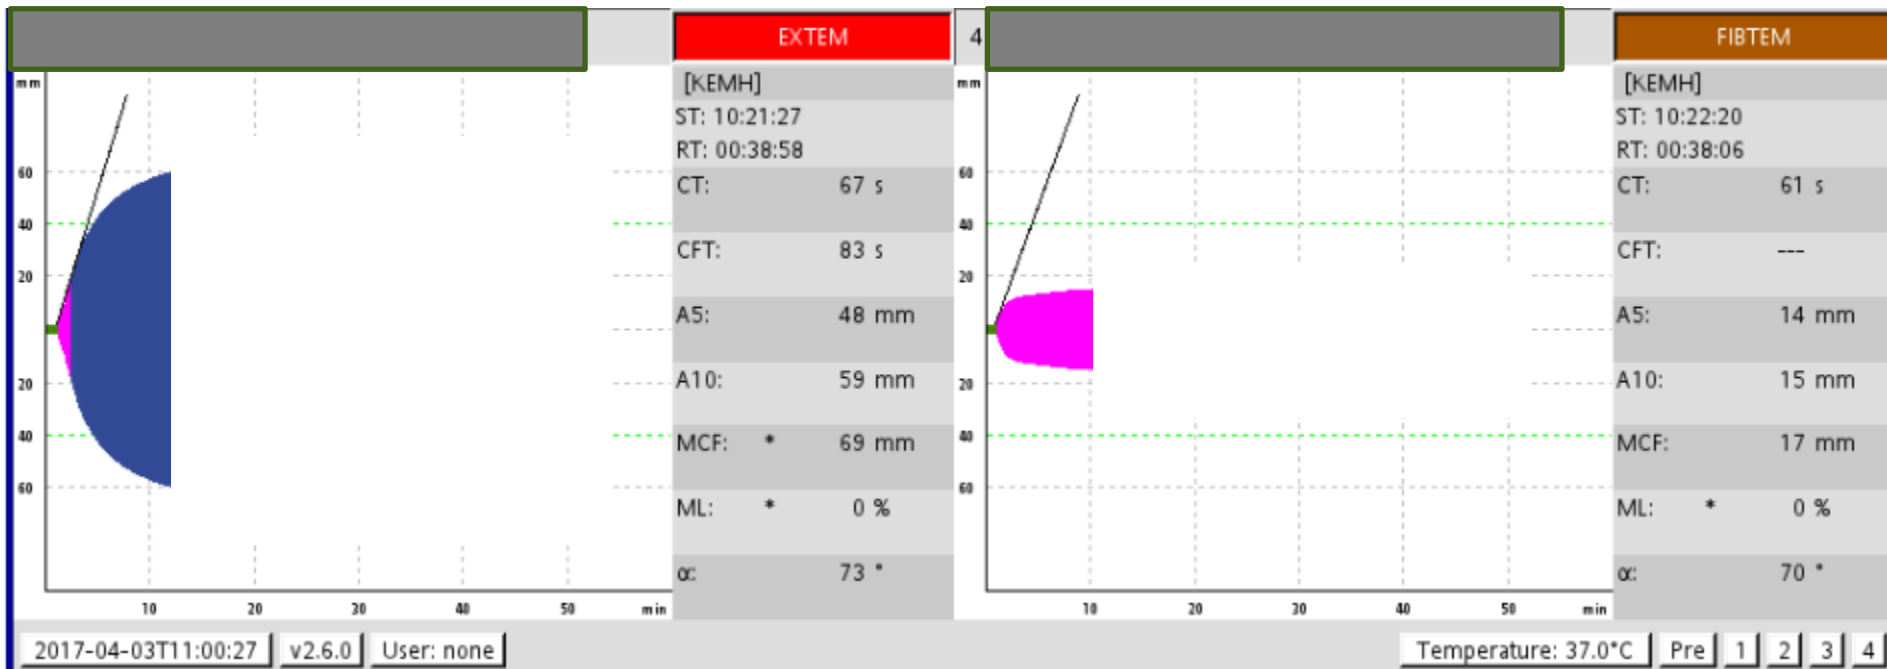 EXTEM
[KEMH]
ST: 10:21:27
RT: 00:38:58
CT: 67 s
CFT: 83 s
A5: 48 mm
A10: 59 mm
MCF: * 69 mm
ML: * 0 %
α: 73 °
mm
60
40
20
20
40
60
10 20 30 40 50 min
4
FIBTEM
[KEMH]
ST: 10:22:20
RT: 00:38:06
CT: 61 s
CFT: ---
A5: 14 mm
A10: 15 mm
MCF: 17 mm
ML: * 0 %
α: 70 °
mm
60
40
20
20
40
60
10 20 30 40 50 min
2017-04-03T11:00:27 v2.6.0 User: none Temperature: 37.0°C Pre 1 2 3 4